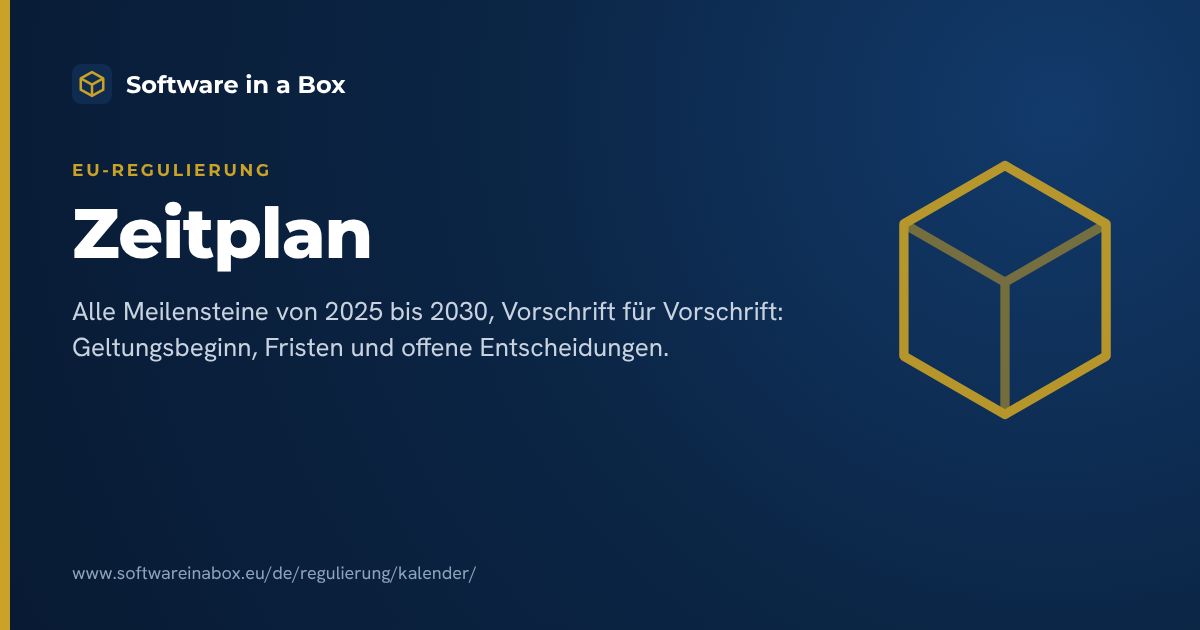 Software in a Box
EU-REGULIERUNG
Zeitplan
Alle Meilensteine von 2025 bis 2030, Vorschrift für Vorschrift:
Geltungsbeginn, Fristen und offene Entscheidungen.
www.softwareinabox.eu/de/regulierung/kalender/